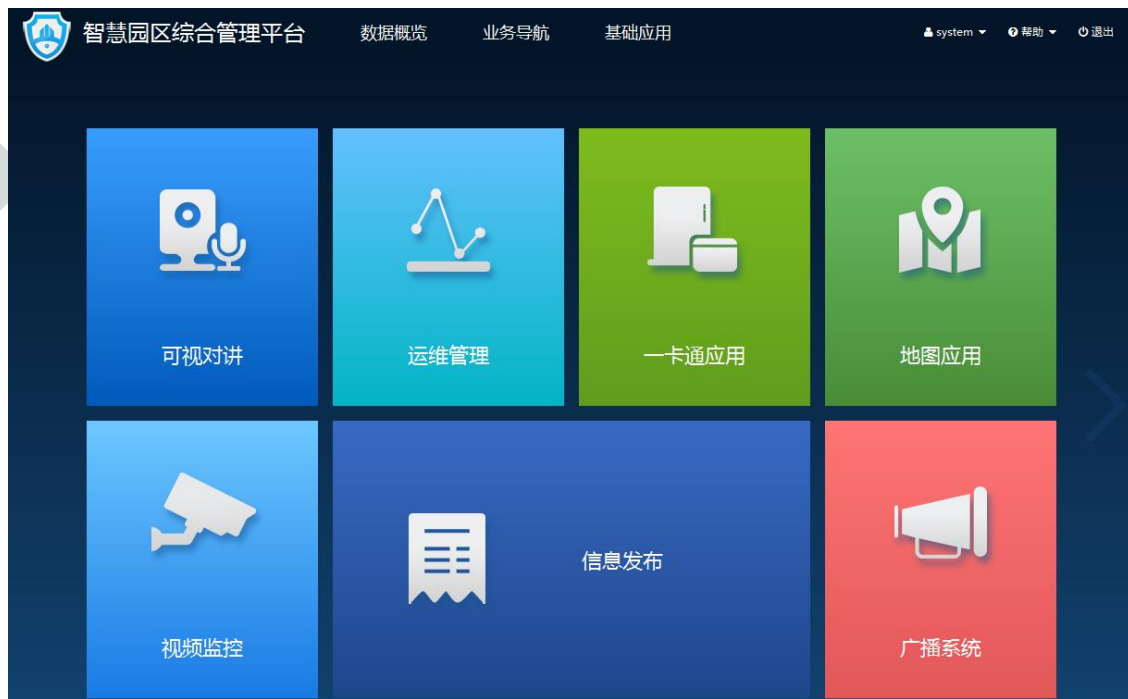 智慧园区综合管理平台 数据概览 业务导航 基础应用 system 帮助 退出
可视对讲 运维管理 一卡通应用 地图应用
信息发布
视频监控 广播系统